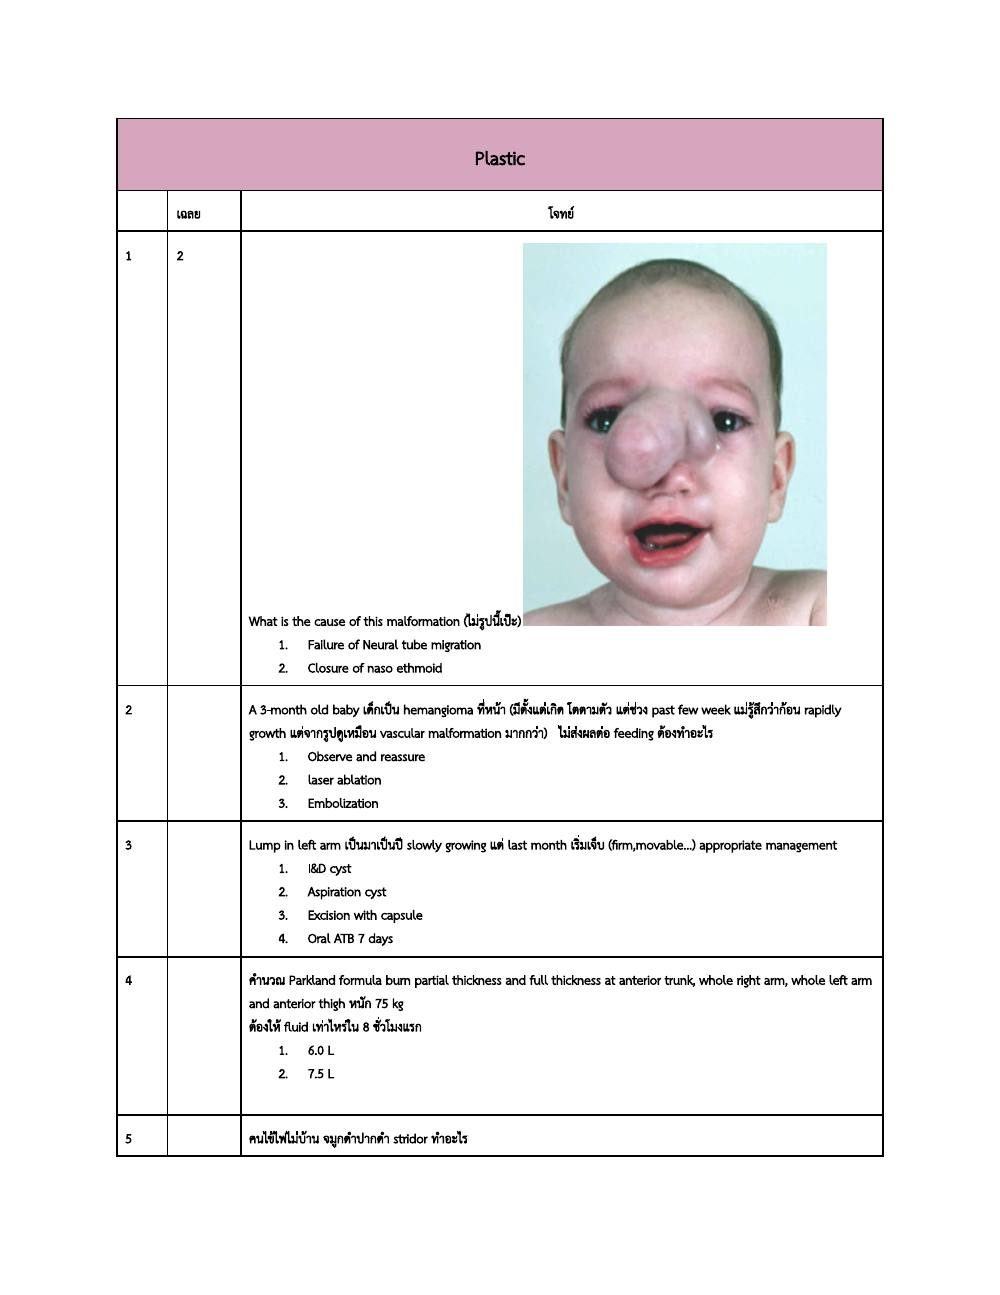 Plastic
เฉลย โจทย์
1 2
What is the cause of this malformation (ไม่รูปนี้เป๊ะ)
1. Failure of Neural tube migration
2. Closure of naso ethmoid
2 A 3-month old baby เด็กเป็น hemangioma ที่หน้า (มีตั้งแต่เกิด โตตามตัว แต่ช่วง past few week แม่รู้สึกว่าก้อน rapidly
growth แต่จากรูปดูเหมือน vascular malformation มากกว่า) ไม่ส่งผลต่อ feeding ต้องทำอะไร
1. Observe and reassure
2. laser ablation
3. Embolization
3 Lump in left arm เป็นมาเป็นปี slowly growing แต่ last month เริ่มเจ็บ (firm,movable...) appropriate management
1. I&D cyst
2. Aspiration cyst
3. Excision with capsule
4. Oral ATB 7 days
4 คำนวณ Parkland formula burn partial thickness and full thickness at anterior trunk, whole right arm, whole left arm
and anterior thigh หนัก 75 kg
ต้องให้ fluid เท่าไหร่ใน 8 ชั่วโมงแรก
1. 6.0 L
2. 7.5 L
5 คนไข้ไฟไม่บ้าน จมูกดำปากดำ stridor ทำอะไร